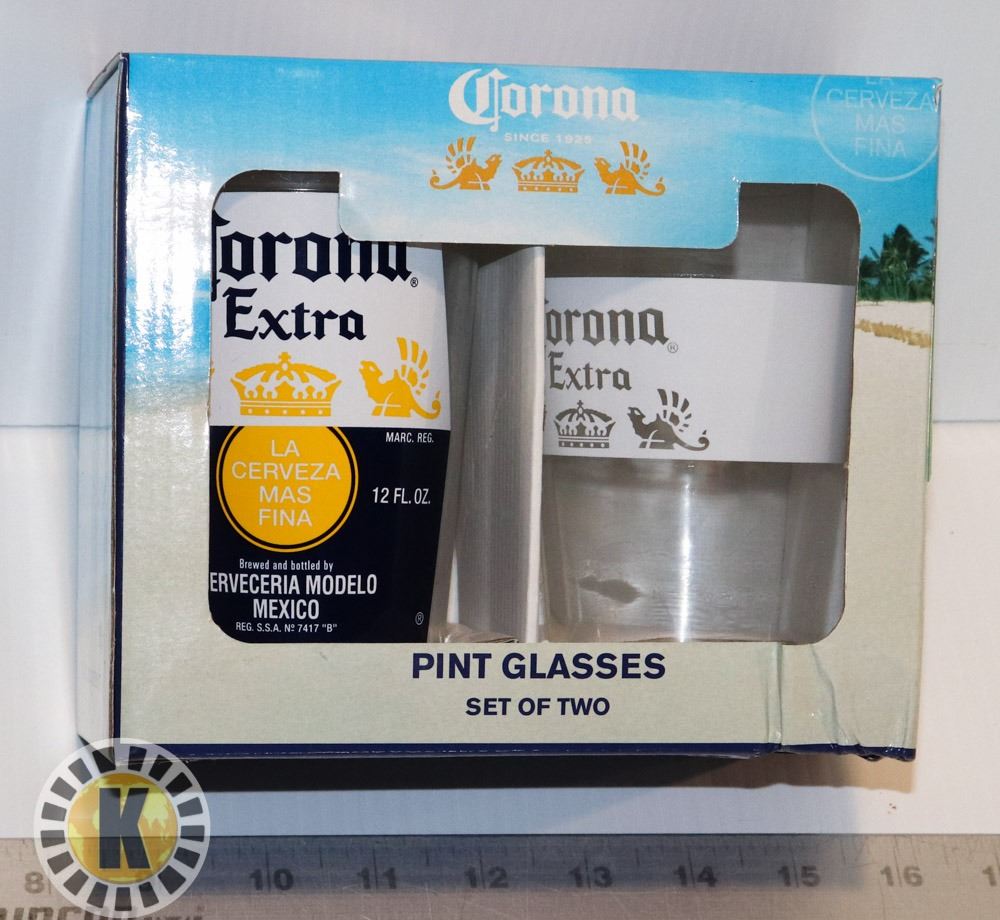 Corona
SINCE 1925
LA
CERVEZA
MAS
FINA
orona®
Extra
MARC. REG.
LA
CERVEZA
MAS
FINA
12 FL. OZ.
Brewed and bottled by
ERVECERIA MODELO
MEXICO
REG. S.S.A. Nº 7417 "B"
®
orona®
Extra
PINT GLASSES
SET OF TWO
K
8 10 11 12 13 14 15 16